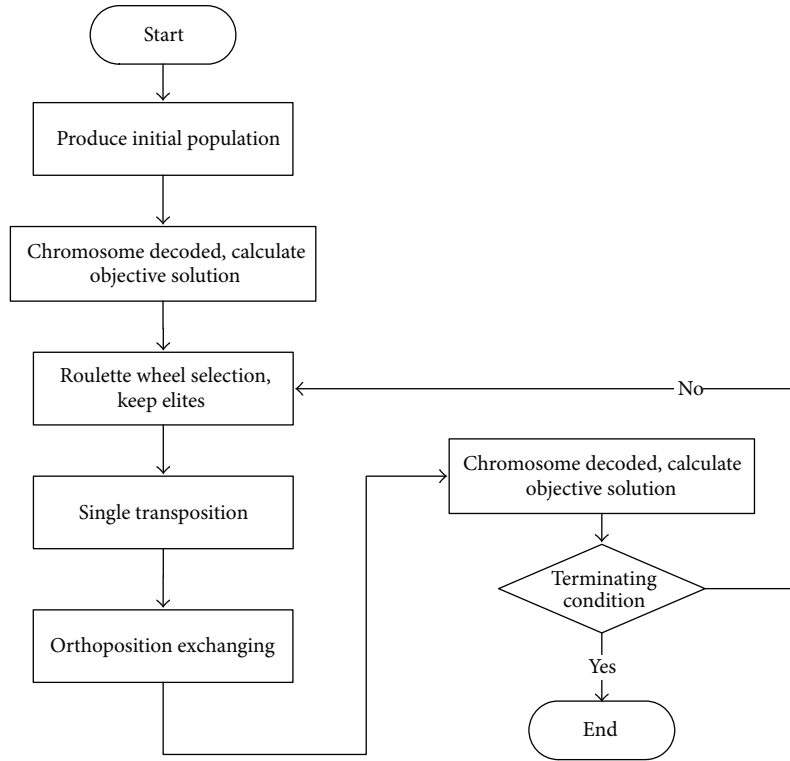 Start
Produce initial population
Chromosome decoded, calculate
objective solution
Roulette wheel selection,
keep elites
Single transposition
Orthoposition exchanging
No
Chromosome decoded, calculate
objective solution
Terminating
condition
Yes
End